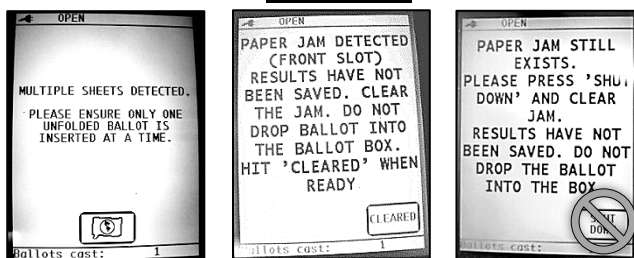 OPEN
MULTIPLE SHEETS DETECTED.
PLEASE ENSURE ONLY ONE
UNFOLDED BALLOT IS
INSERTED AT A TIME.
Ballots cast: 1
OPEN
PAPER JAM DETECTED
(FRONT SLOT)
RESULTS HAVE NOT
BEEN SAVED. CLEAR
THE JAM. DO NOT
DROP BALLOT INTO
THE BALLOT BOX.
HIT 'CLEARED' WHEN
READY
CLEARED
Ballots cast: 1
OPEN
PAPER JAM STILL
EXISTS.
PLEASE PRESS 'SHUT
DOWN' AND CLEAR
JAM.
RESULTS HAVE NOT
BEEN SAVED. DO NOT
DROP THE BALLOT
INTO THE BOX
SHUT
DOWN
Ballots cast: